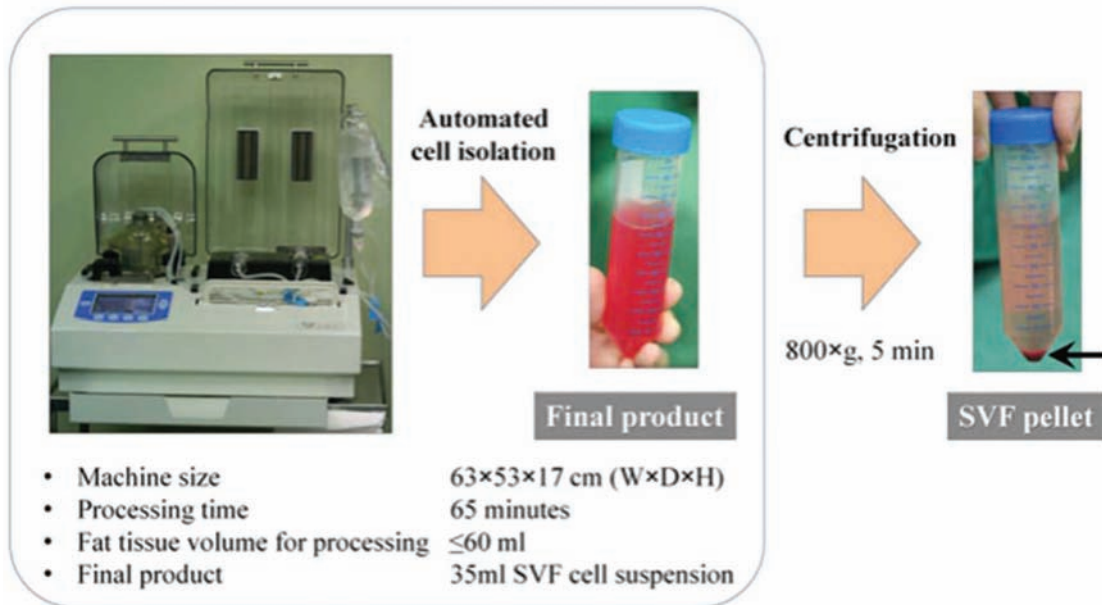 Automated
cell isolation
Centrifugation
800×g, 5 min
Final product
SVF pellet
• Machine size 63×53×17 cm (W×D×H)
• Processing time 65 minutes
• Fat tissue volume for processing ≤60 ml
• Final product 35ml SVF cell suspension